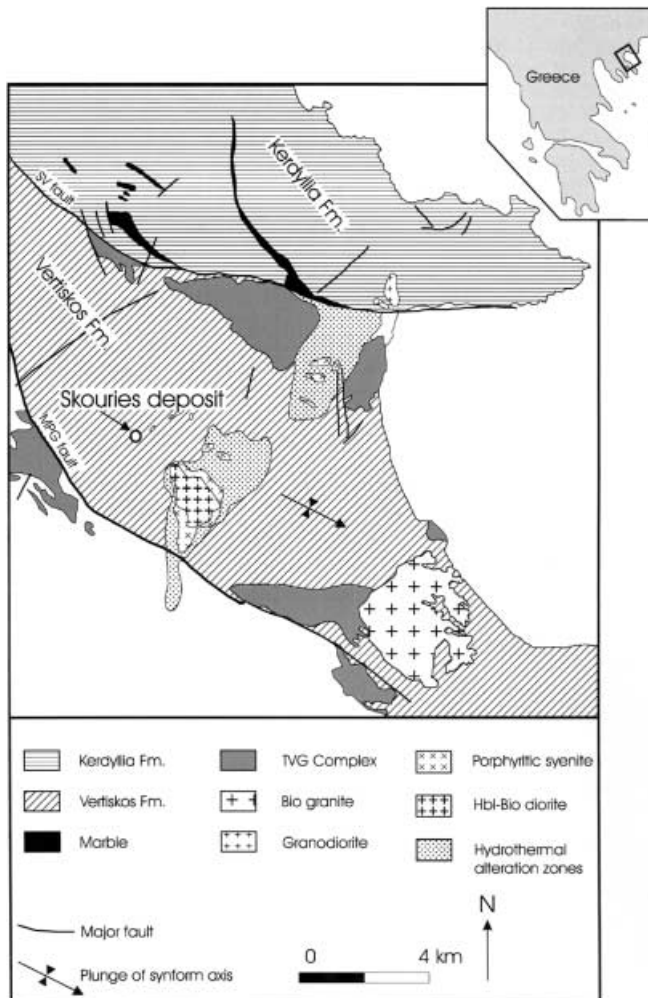 Greece
Kerdyllia Fm.
SV fault
Vertiskos Fm.
Skouries deposit
MPG fault
Kerdyllia Fm.
TVG Complex
Porphyritic syenite
Vertiskos Fm.
Bio granite
Hbl-Bio diorite
Marble
Granodiorite
Hydrothermal
alteration zones
Major fault
Plunge of synform axis
0 4 km
N